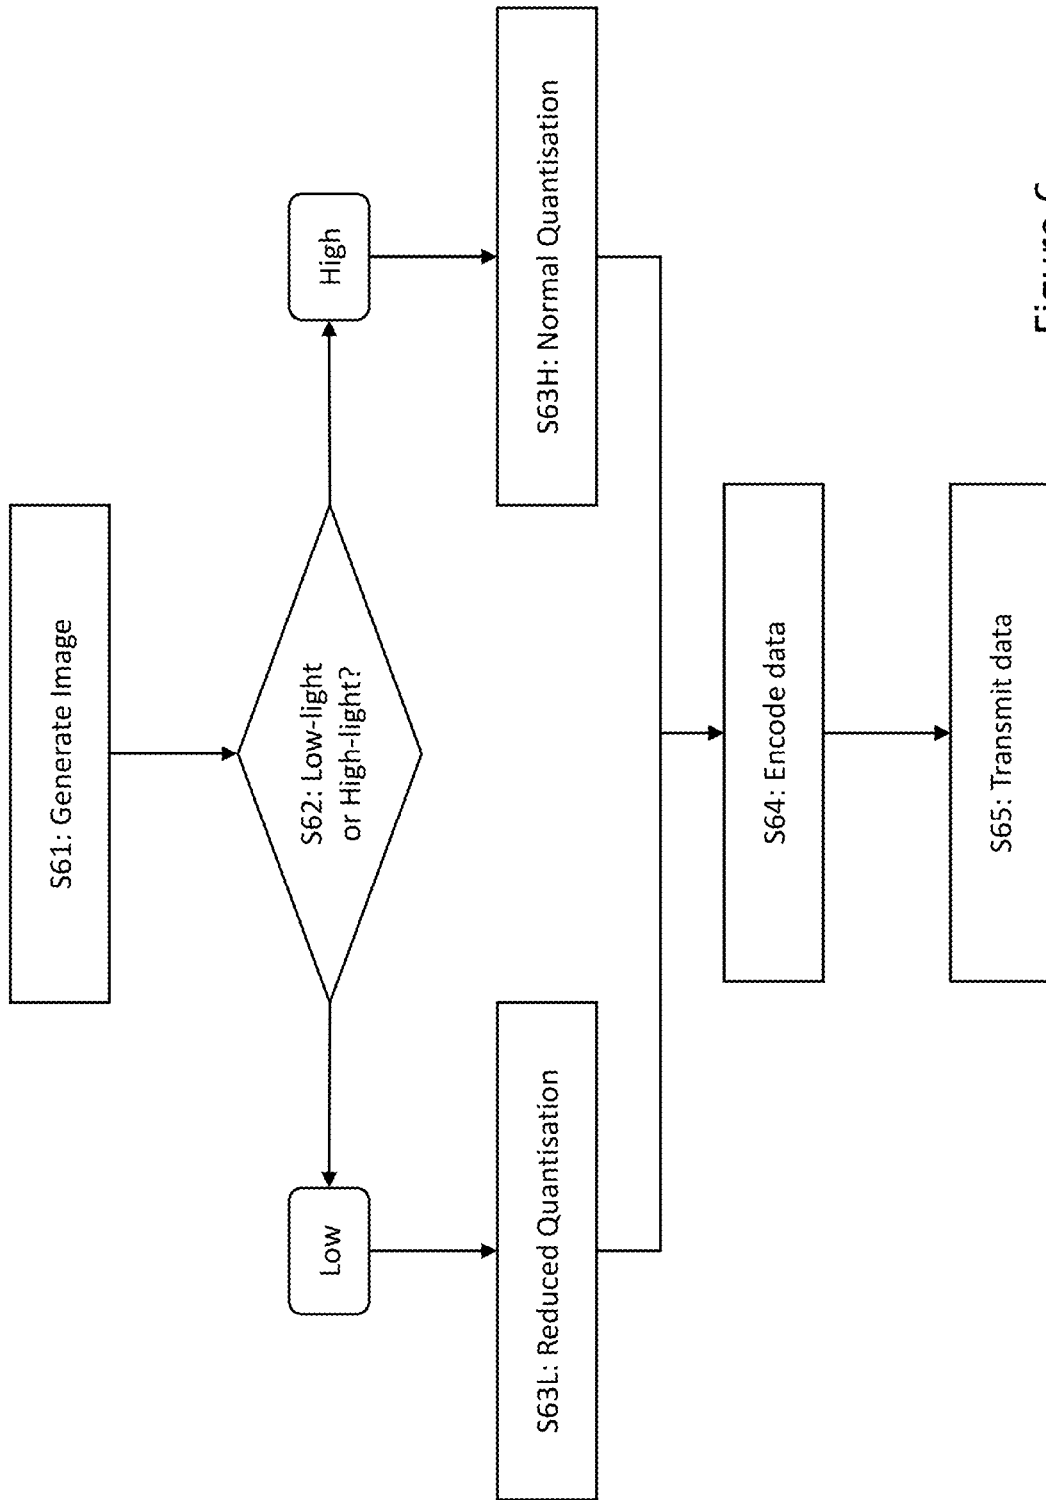 S61: Generate Image
S62: Low-light
or High-light?
Low
High
S63L: Reduced Quantisation
S63H: Normal Quantisation
S64: Encode data
S65: Transmit data
Figure